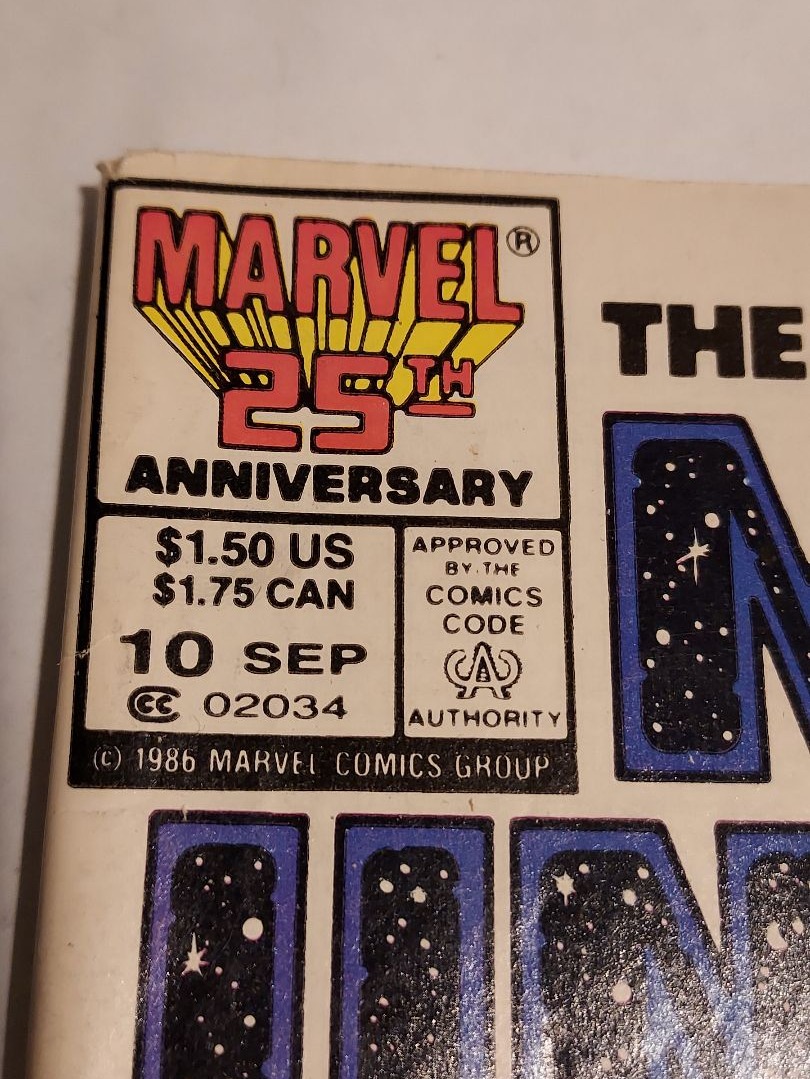 MARVEL®
25TH
ANNIVERSARY
$1.50 US
$1.75 CAN
10 SEP
CC 02034
APPROVED
BY THE
COMICS
CODE
A
AUTHORITY
(c) 1986 MARVEL COMICS GROUP
THE